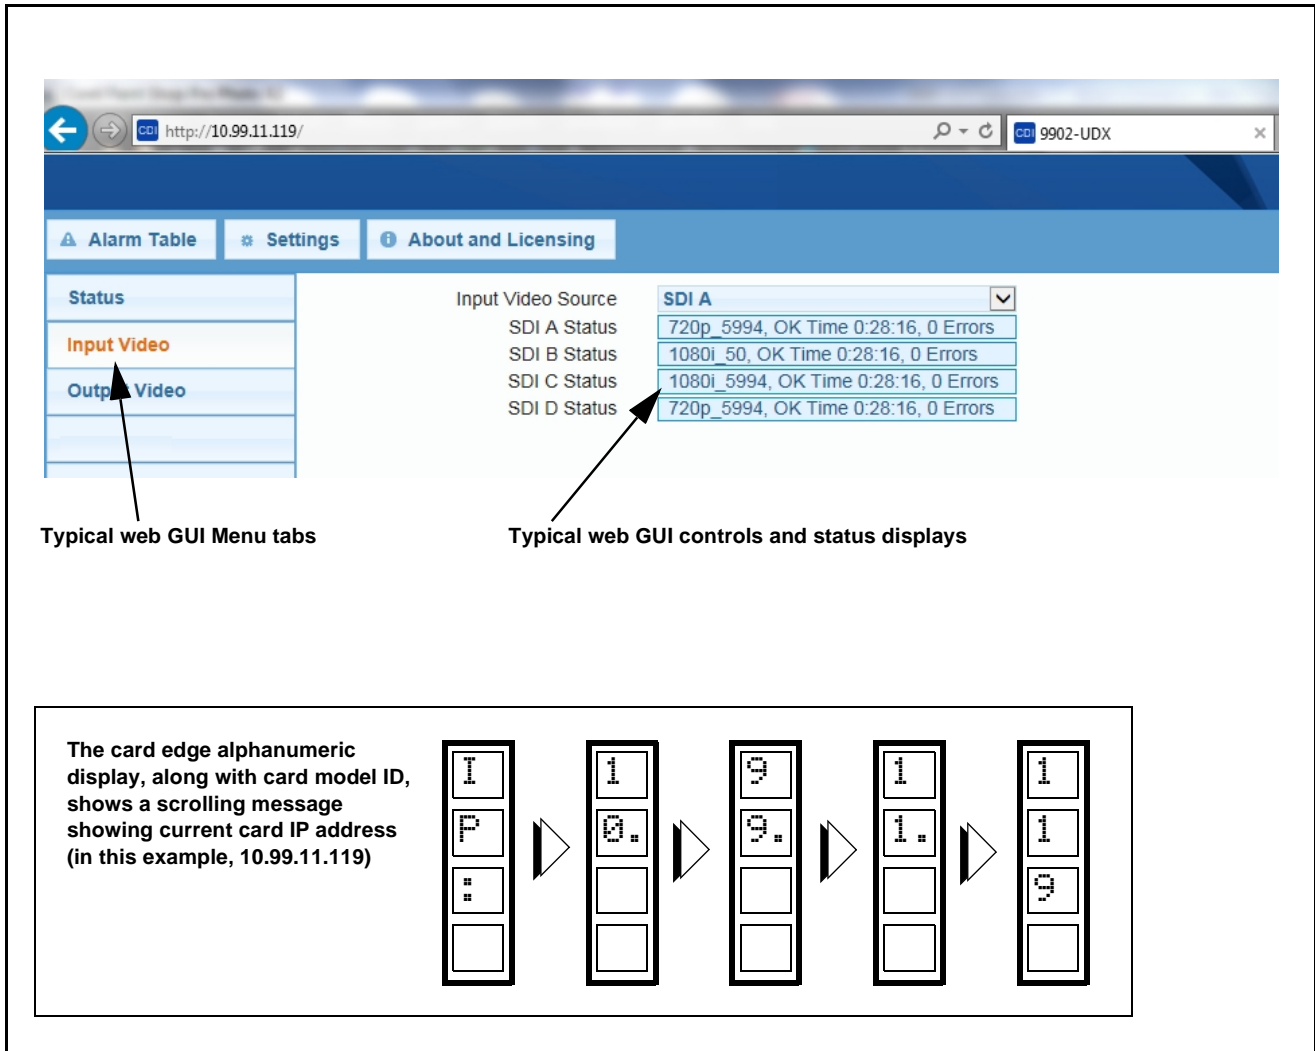 CDI http://10.99.11.119/
CDI 9902-UDX
Alarm Table
Settings
About and Licensing
Status
Input Video
Output Video
Input Video Source SDI A
SDI A Status 720p_5994, OK Time 0:28:16, 0 Errors
SDI B Status 1080i_50, OK Time 0:28:16, 0 Errors
SDI C Status 1080i_5994, OK Time 0:28:16, 0 Errors
SDI D Status 720p_5994, OK Time 0:28:16, 0 Errors
Typical web GUI Menu tabs
Typical web GUI controls and status displays
The card edge alphanumeric
display, along with card model ID,
shows a scrolling message
showing current card IP address
(in this example, 10.99.11.119)
I
P
:
1
0.
9
9.
1
1.
1
1
9